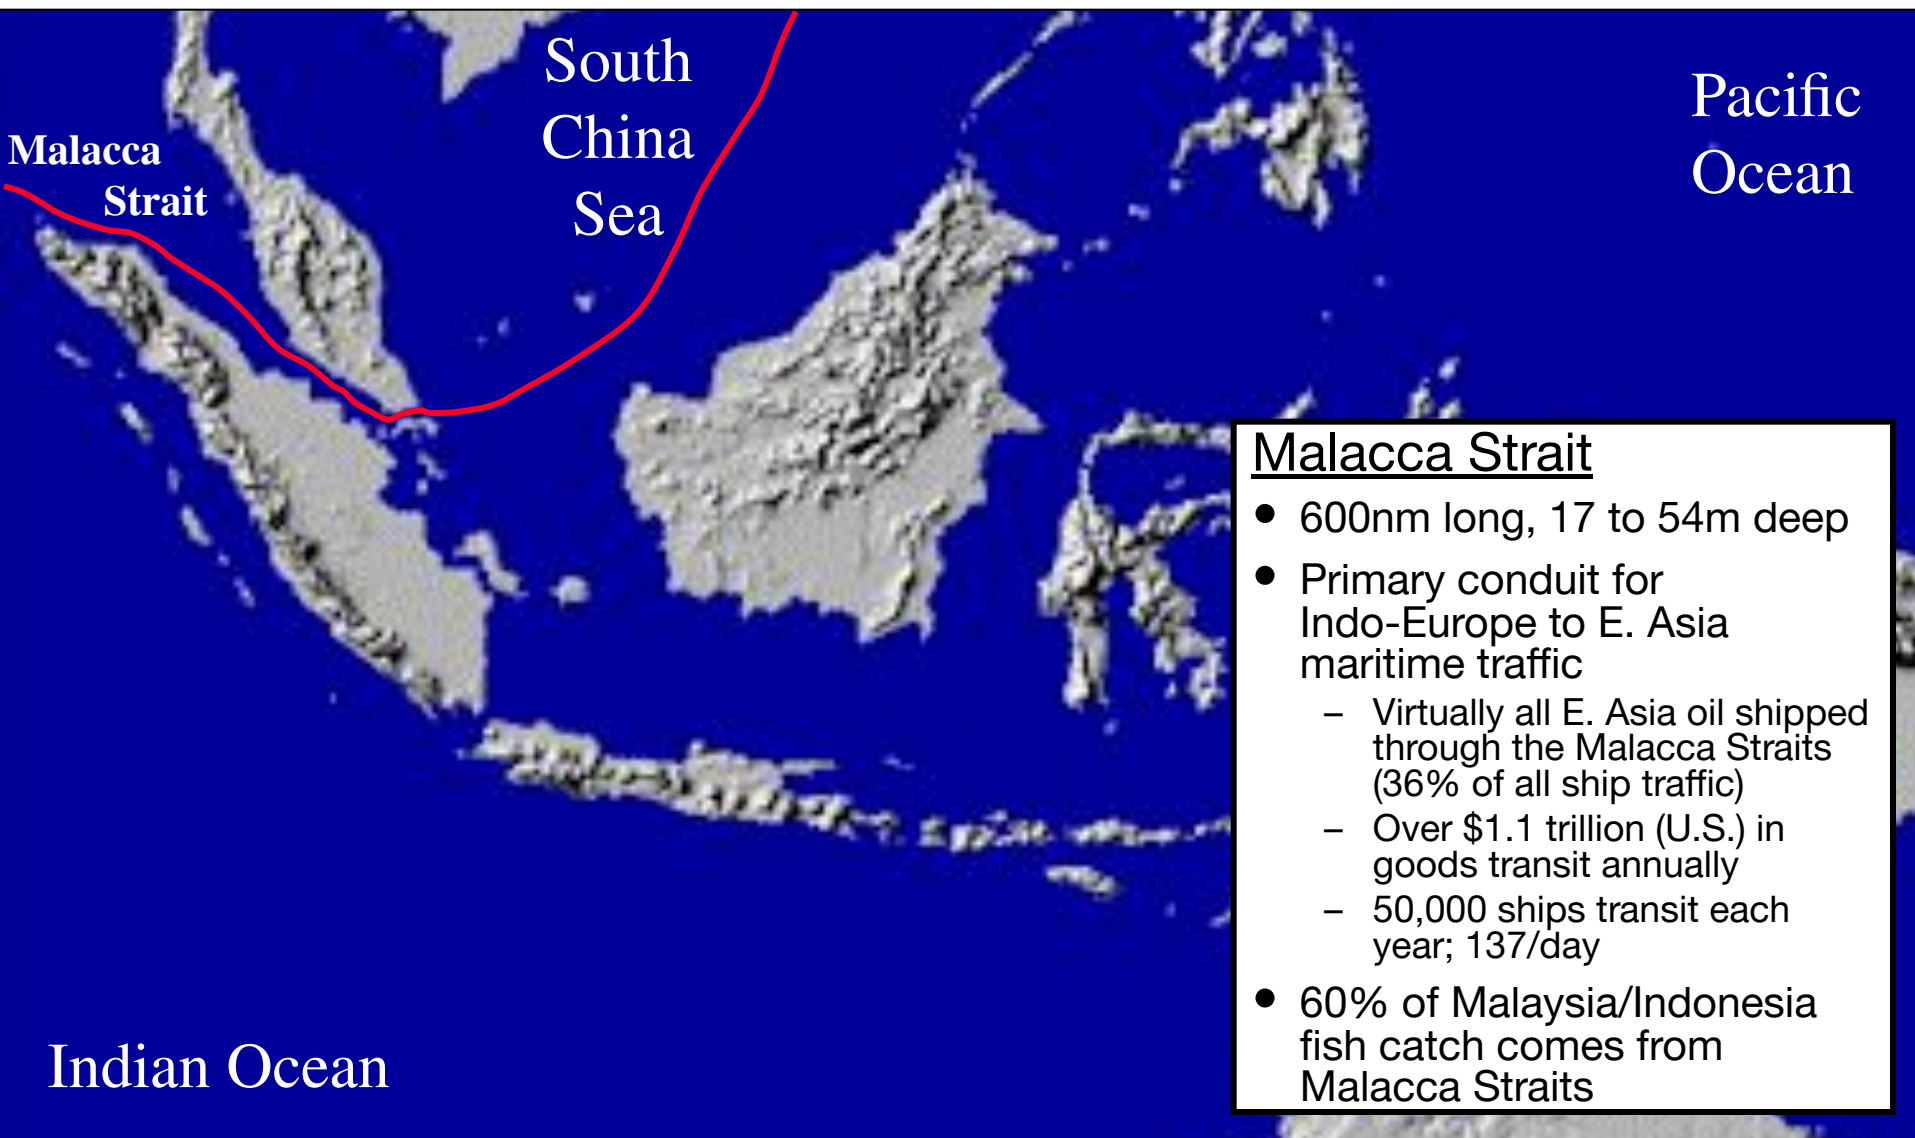 South
China
Sea
Pacific
Ocean
Malacca
Strait
Indian Ocean
Malacca Strait
• 600nm long, 17 to 54m deep
• Primary conduit for
Indo-Europe to E. Asia
maritime traffic
– Virtually all E. Asia oil shipped
through the Malacca Straits
(36% of all ship traffic)
– Over $1.1 trillion (U.S.) in
goods transit annually
– 50,000 ships transit each
year; 137/day
• 60% of Malaysia/Indonesia
fish catch comes from
Malacca Straits